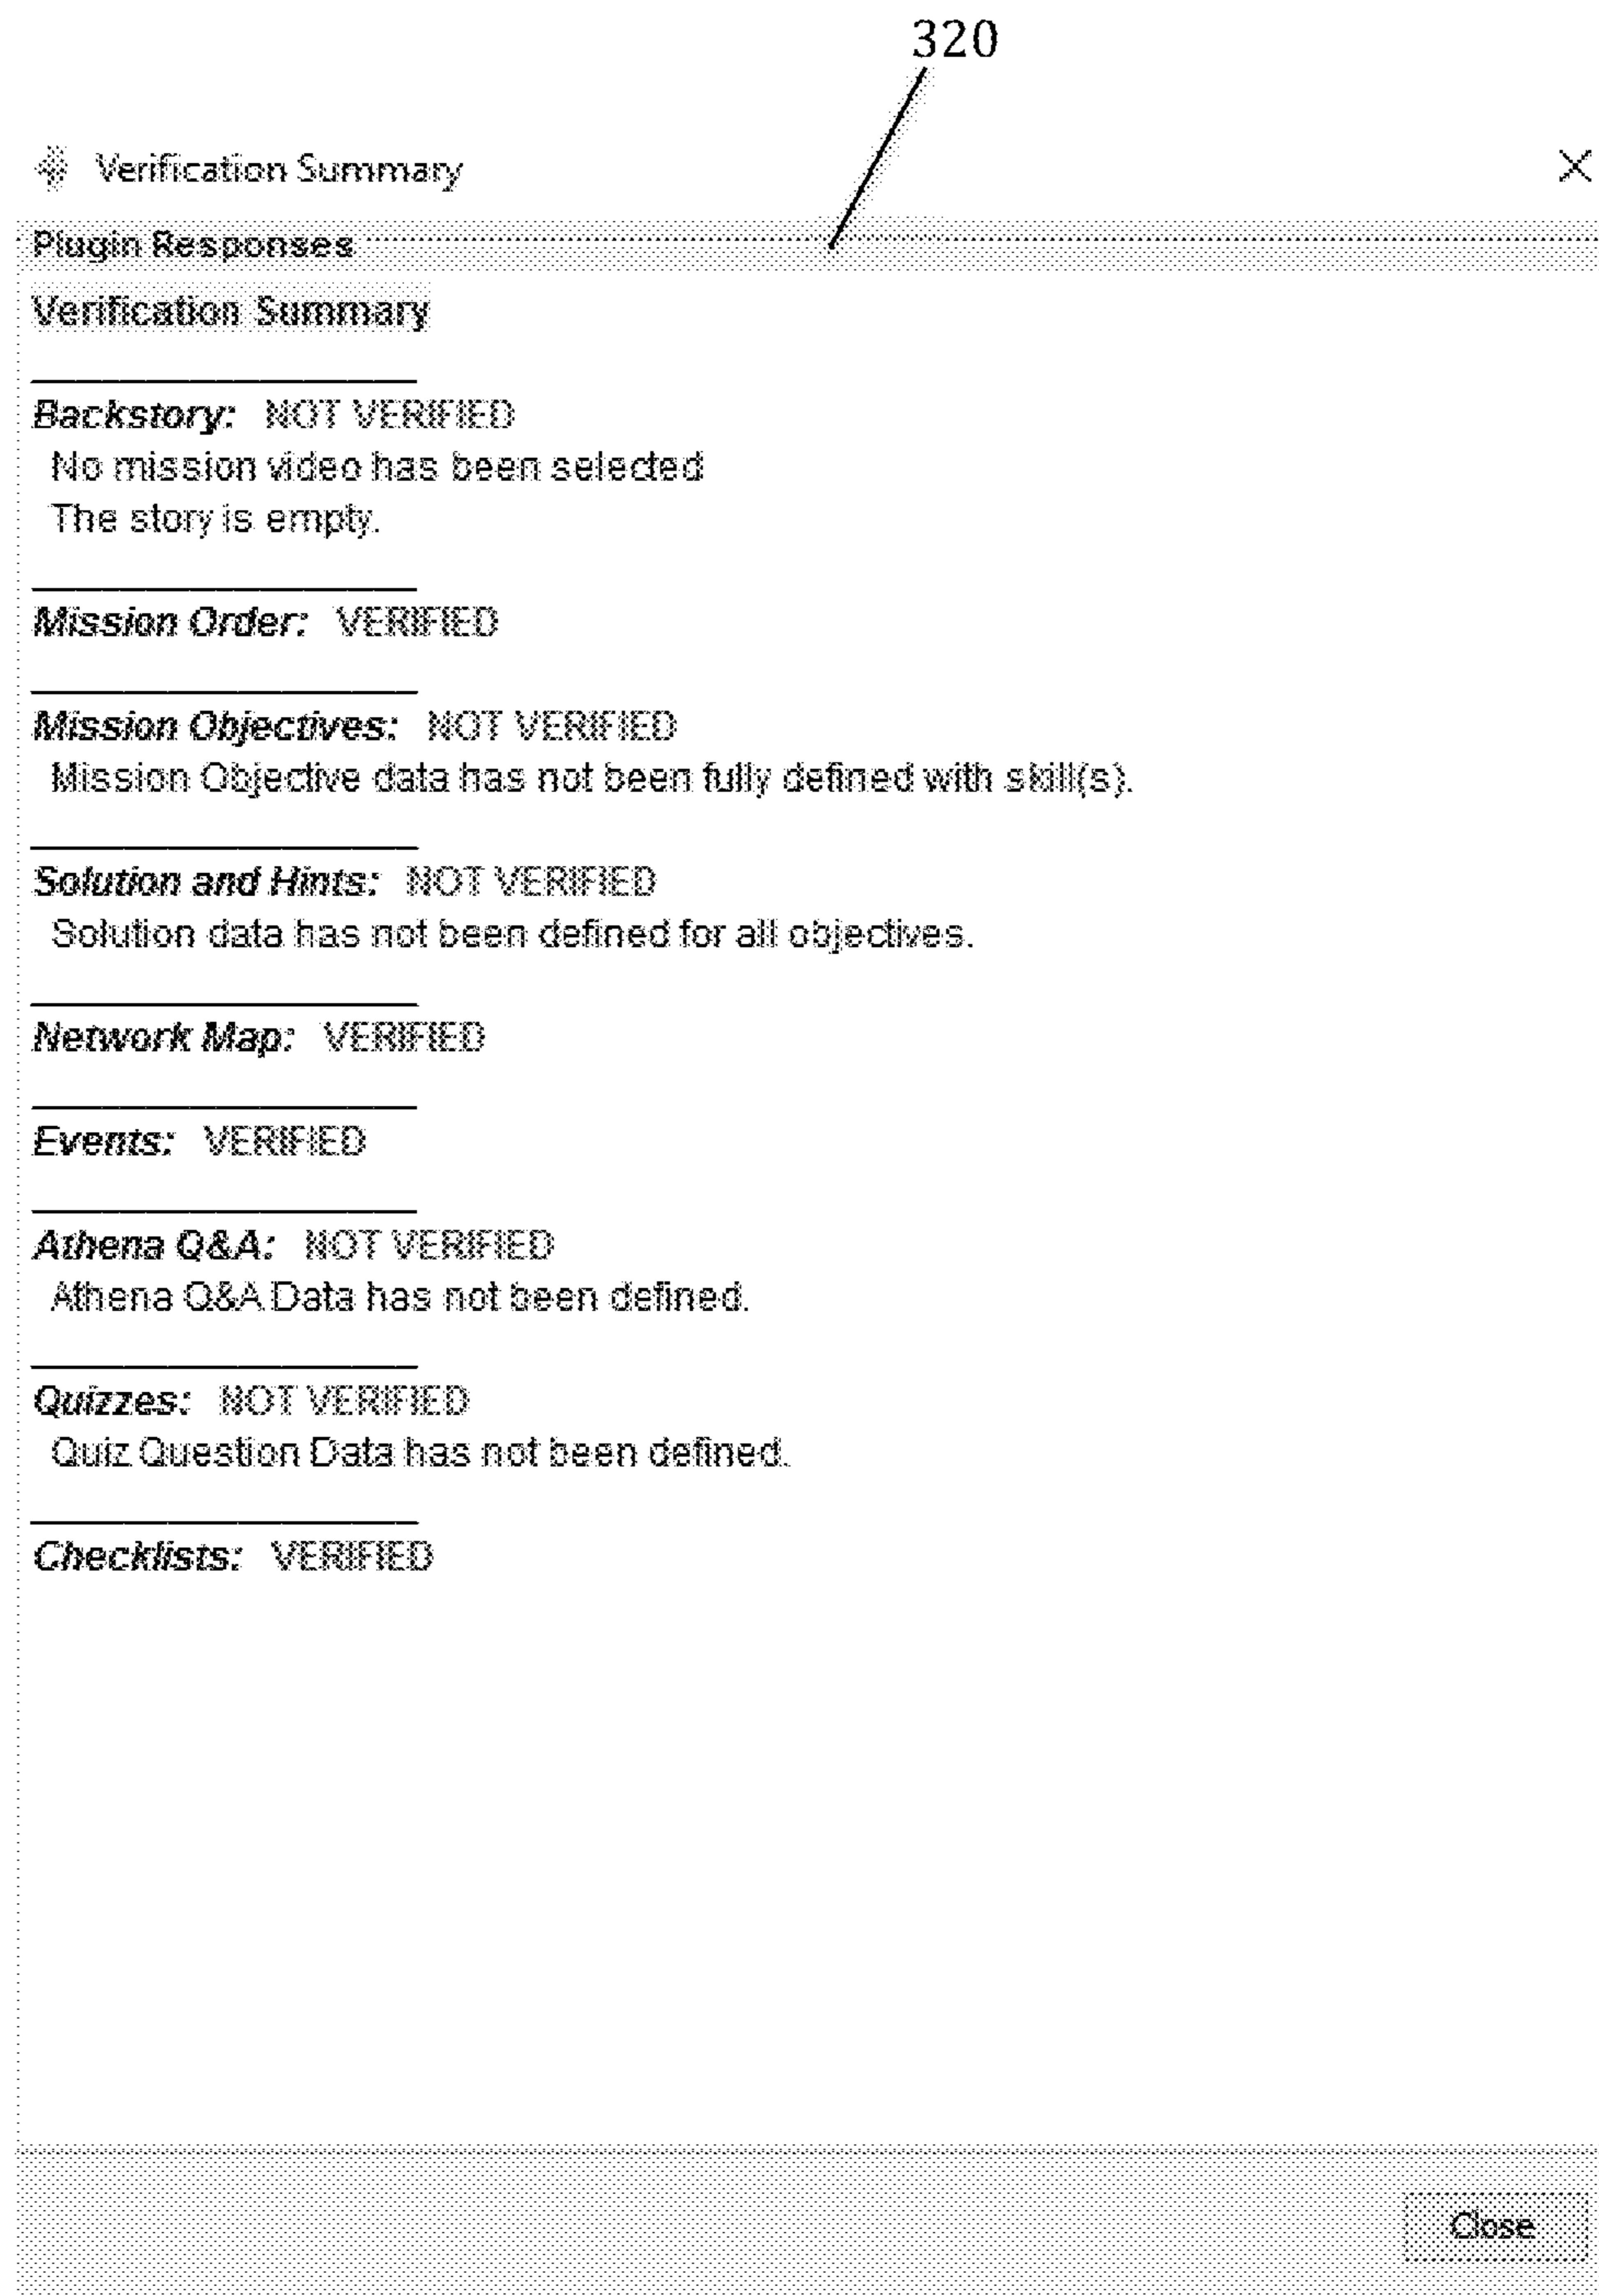 320
Verification Summary
Plugin Responses
Verification Summary
Backstory: NOT VERIFIED
No mission video has been selected
The story is empty.
Mission Order: VERIFIED
Mission Objectives: NOT VERIFIED
Mission Objective data has not been fully defined with skill(s).
Solution and Hints: NOT VERIFIED
Solution data has not been defined for all objectives.
Network Map: VERIFIED
Events: VERIFIED
Athena Q&A: NOT VERIFIED
Athena Q&A Data has not been defined.
Quizzes: NOT VERIFIED
Quiz Question Data has not been defined.
Checklists: VERIFIED
Close